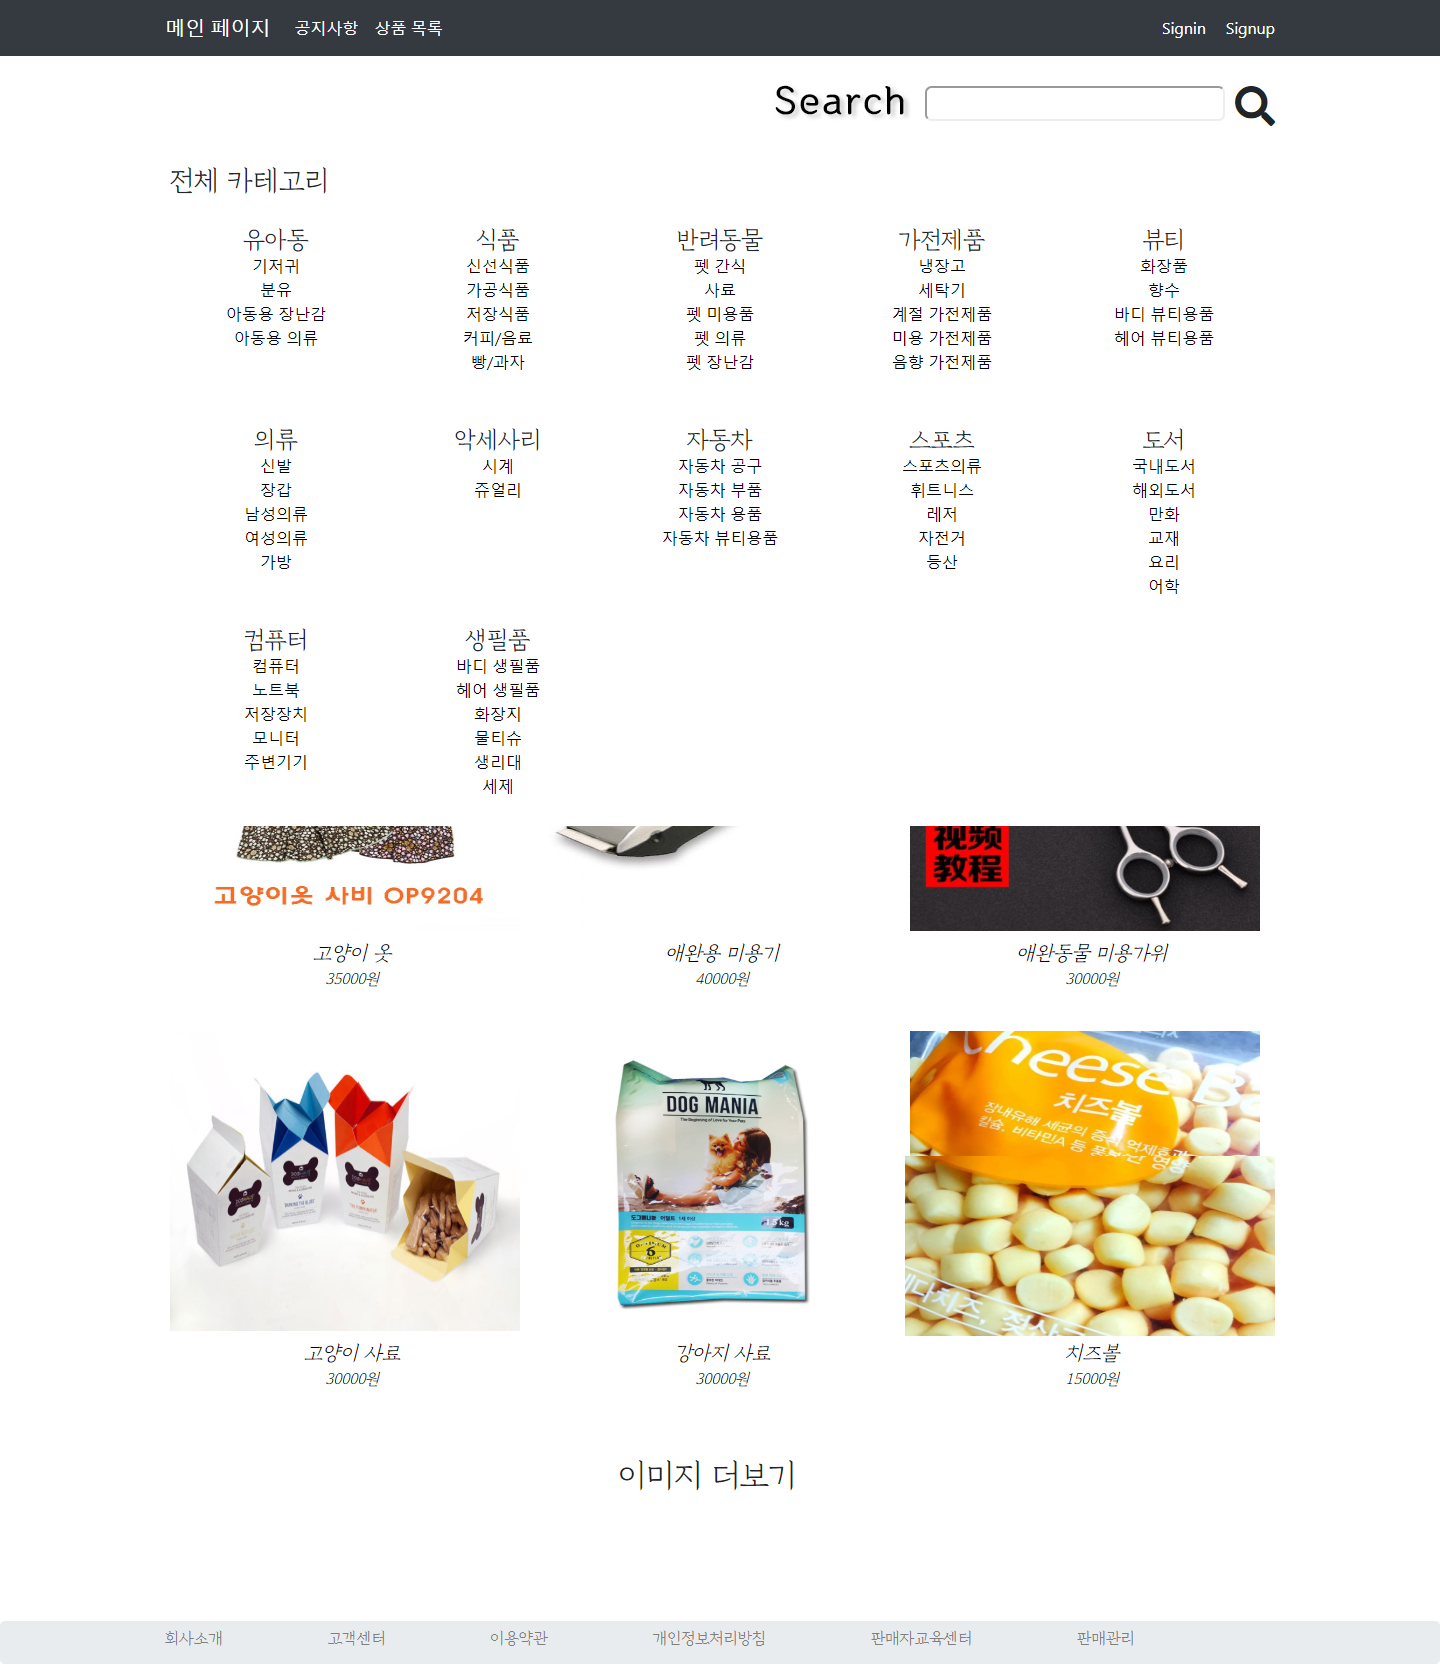 메인 페이지 공지사항 상품 목록 Signin Signup
Search
전체 카테고리
유아동 식품 반려동물 가전제품 뷰티
기저귀 신선식품 펫 간식 냉장고 화장품
분유 가공식품 사료 세탁기 향수
아동용 장난감 저장식품 펫 미용품 계절 가전제품 바디 뷰티용품
아동용 의류 커피/음료 펫 의류 미용 가전제품 헤어 뷰티용품
빵/과자 펫 장난감 음향 가전제품
의류 악세사리 자동차 스포츠 도서
신발 시계 자동차 공구 스포츠의류 국내도서
장갑 쥬얼리 자동차 부품 휘트니스 해외도서
남성의류 자동차 용품 레저 만화
여성의류 자동차 뷰티용품 자전거 교재
가방 등산 요리
어학
컴퓨터 생필품
컴퓨터 바디 생필품
노트북 헤어 생필품
저장장치 화장지
모니터 물티슈
주변기기 생리대
세제
视频
教程
고양이옷 사비 OP9204
고양이 옷 애완용 미용기 애완동물 미용가위
35000원 40000원 30000원
DOG MANIA
The Beginning of Love for Your Pets
1.5 kg
6
cheese Ba
치즈볼
장내유해 세균의 증식 억제효과
칼슘, 비타민A 등 풍부한 영양
고양이 사료 강아지 사료 치즈볼
30000원 30000원 15000원
이미지 더보기
회사소개 고객센터 이용약관 개인정보처리방침 판매자교육센터 판매관리